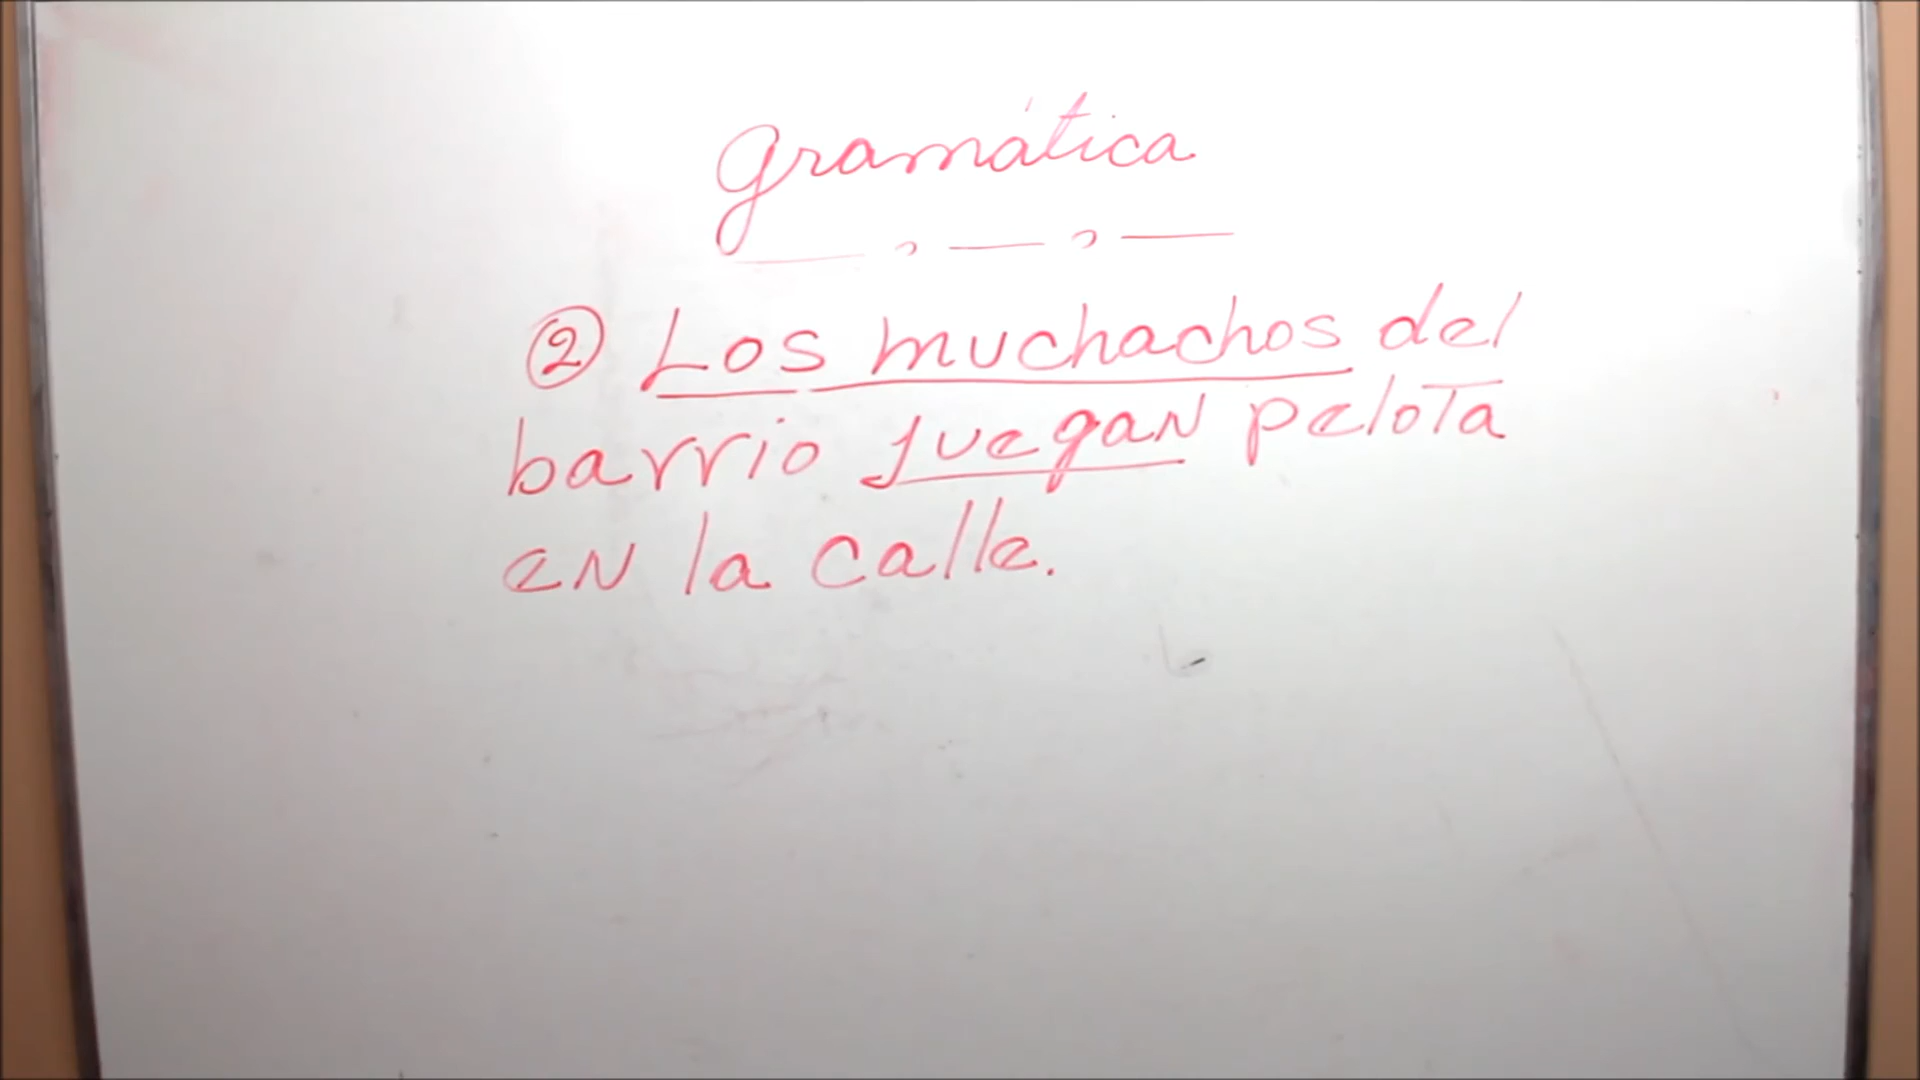 Gramática
② Los muchachos del
barrio juegan pelota
en la calle.